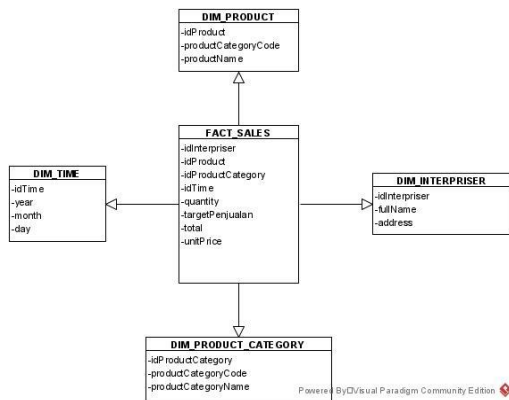 DIM_PRODUCT
-idProduct
-productCategoryCode
-productName
FACT_SALES
-idInterpriser
-idProduct
-idProductCategory
-idTime
-quantity
-targetPenjualan
-total
-unitPrice
DIM_TIME
-idTime
-year
-month
-day
DIM_INTERPRISER
-idInterpriser
-fullName
-address
DIM_PRODUCT_CATEGORY
-idProductCategory
-productCategoryCode
-productCategoryName
Powered By□Visual Paradigm Community Edition